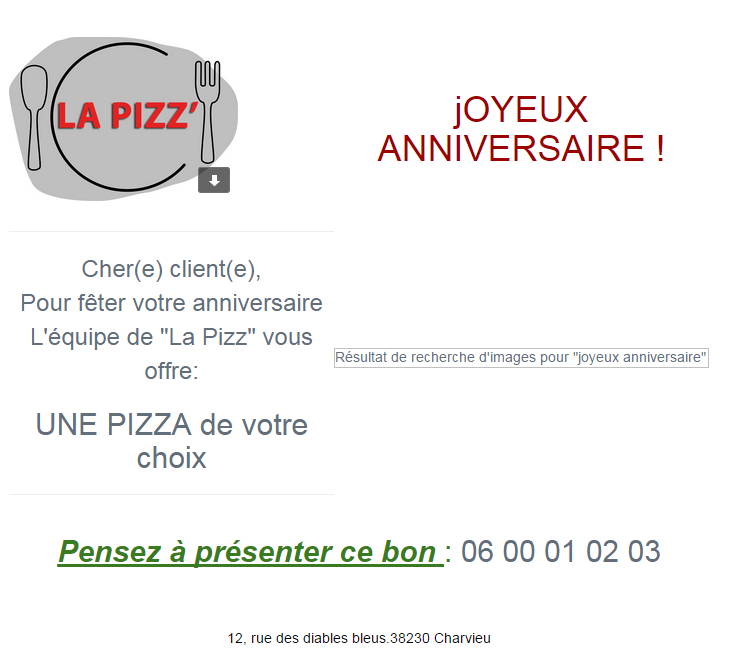 LA PIZZ'
jOYEUX
ANNIVERSAIRE !
Cher(e) client(e),
Pour fêter votre anniversaire
L'équipe de "La Pizz" vous
offre:
UNE PIZZA de votre
choix
Résultat de recherche d'images pour "joyeux anniversaire"
Pensez à présenter ce bon : 06 00 01 02 03
12, rue des diables bleus.38230 Charvieu